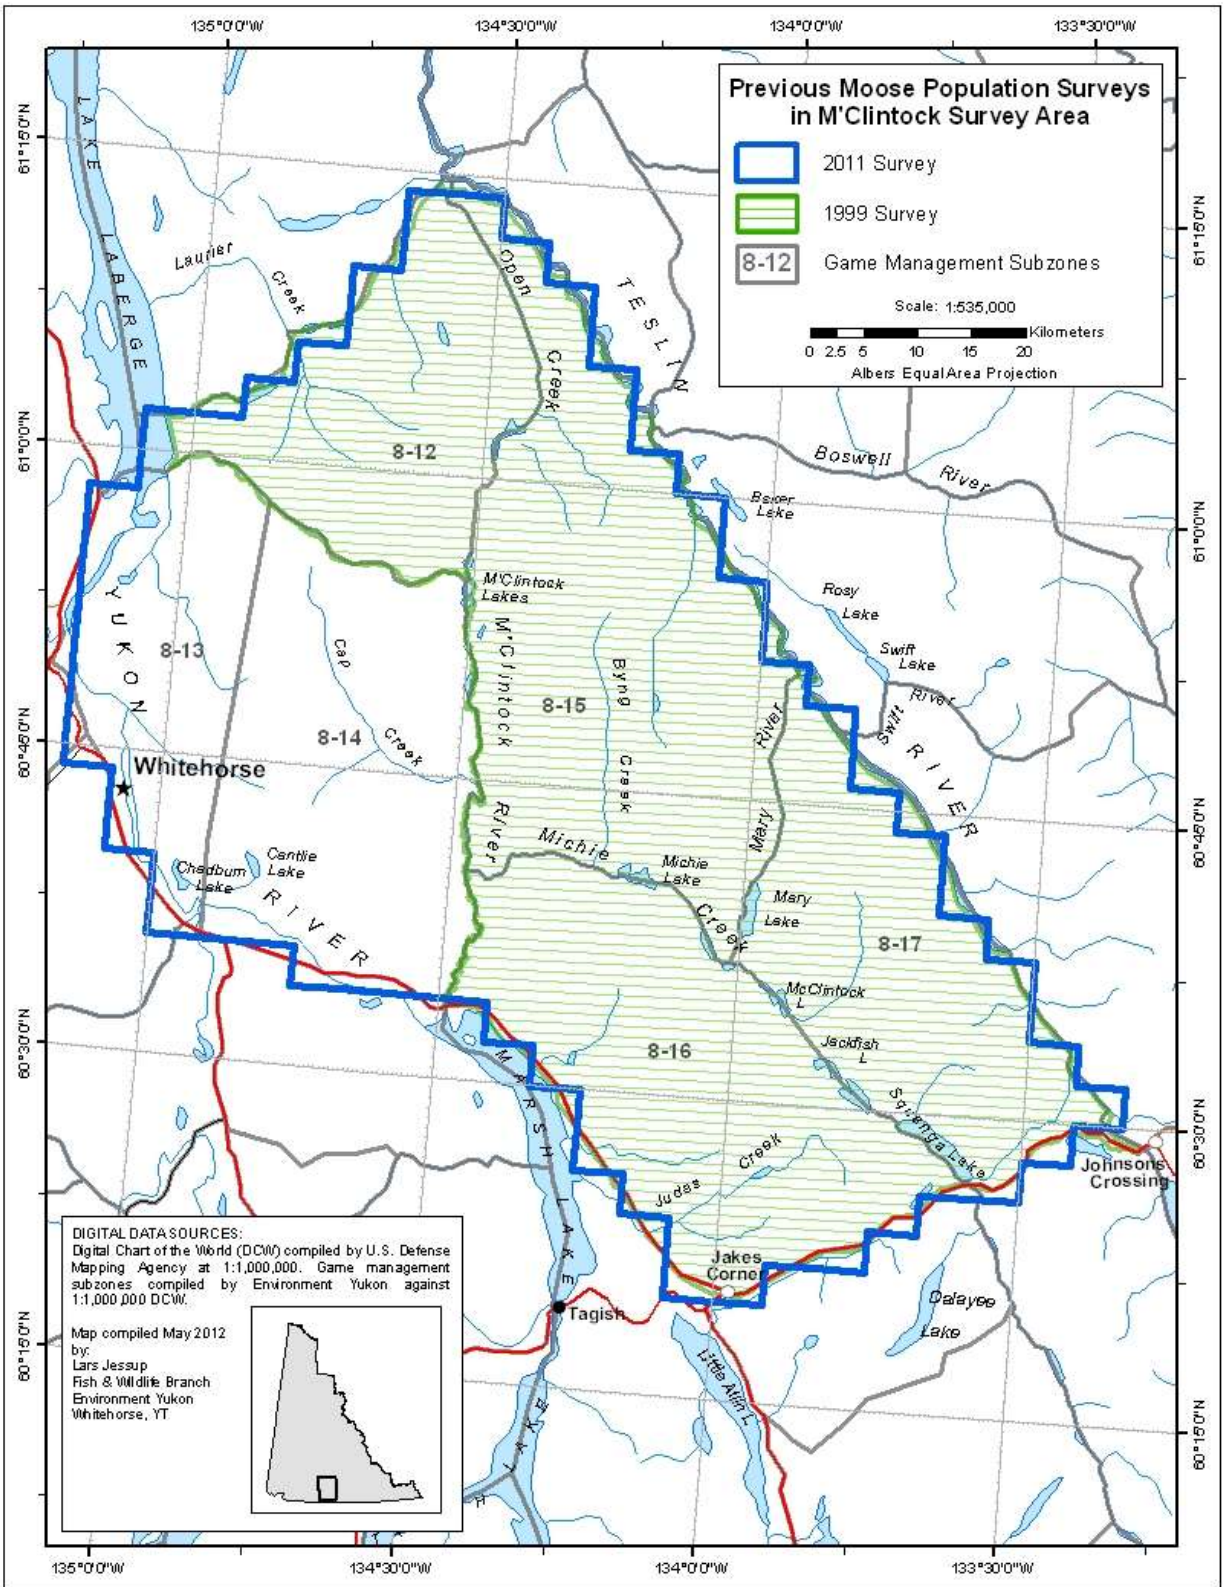 135°0'0"W
134°30'0"W
134°0'0"W
133°30'0"W
Previous Moose Population Surveys
in M'Clintock Survey Area
2011 Survey
1999 Survey
8-12
Game Management Subzones
Scale: 1:535,000
Kilometers
0 2.5 5 10 15 20
Albers Equal Area Projection
61°15'0"N
61°15'0"N
LAKE LABERGE
Laurier
Creek
Open
Creek
TESLIN
61°0'0"N
8-12
Boswell
River
Baker
Lake
61°0'0"N
M'Clintock
Lakes
Rosy
Lake
YUKON
8-13
Cap
Creek
M'Clintock
River
8-15
Byng
Creek
Swift
Lake
River
Swift
RIVER
River
Mary
8-14
60°45'0"N
Whitehorse
60°45'0"N
Michie
Michie
Lake
Creek
Cantlie
Lake
Chadburn
Lake
RIVER
Mary
Lake
8-17
McClintock
L
Jackfish
L
8-16
60°30'0"N
MARSH LAKE
Squanga Lake
60°30'0"N
Judas
Creek
Johnsons
Crossing
Jakes
Corner
Tagish
Dalayee
Lake
Little Atlin L
60°15'0"N
60°15'0"N
DIGITAL DATA SOURCES:
Digital Chart of the World (DCW) compiled by U.S. Defense
Mapping Agency at 1:1,000,000. Game management
subzones compiled by Environment Yukon against
1:1,000,000 DCW.
Map compiled May 2012
by:
Lars Jessup
Fish & Wildlife Branch
Environment Yukon
Whitehorse, YT
135°0'0"W
134°30'0"W
134°0'0"W
133°30'0"W